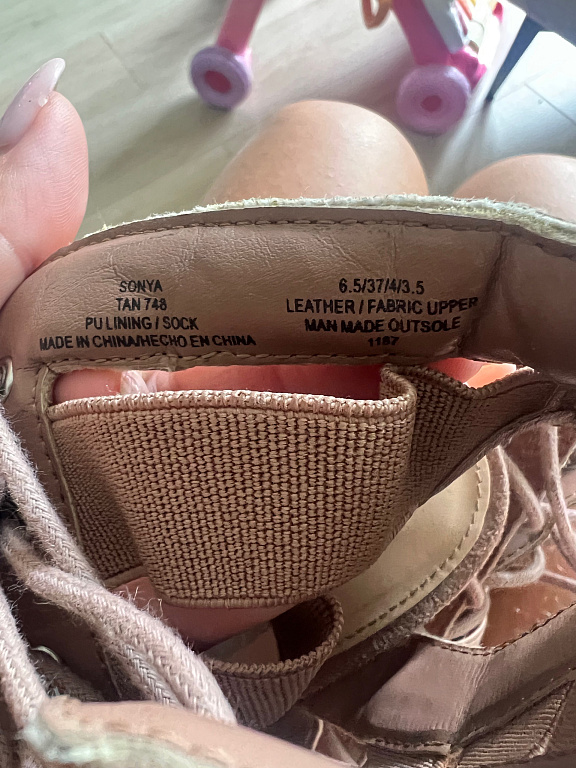 SONYA
TAN 748
PU LINING / SOCK
MADE IN CHINA/HECHO EN CHINA
6.5/37/4/3.5
LEATHER / FABRIC UPPER
MAN MADE OUTSOLE
1187